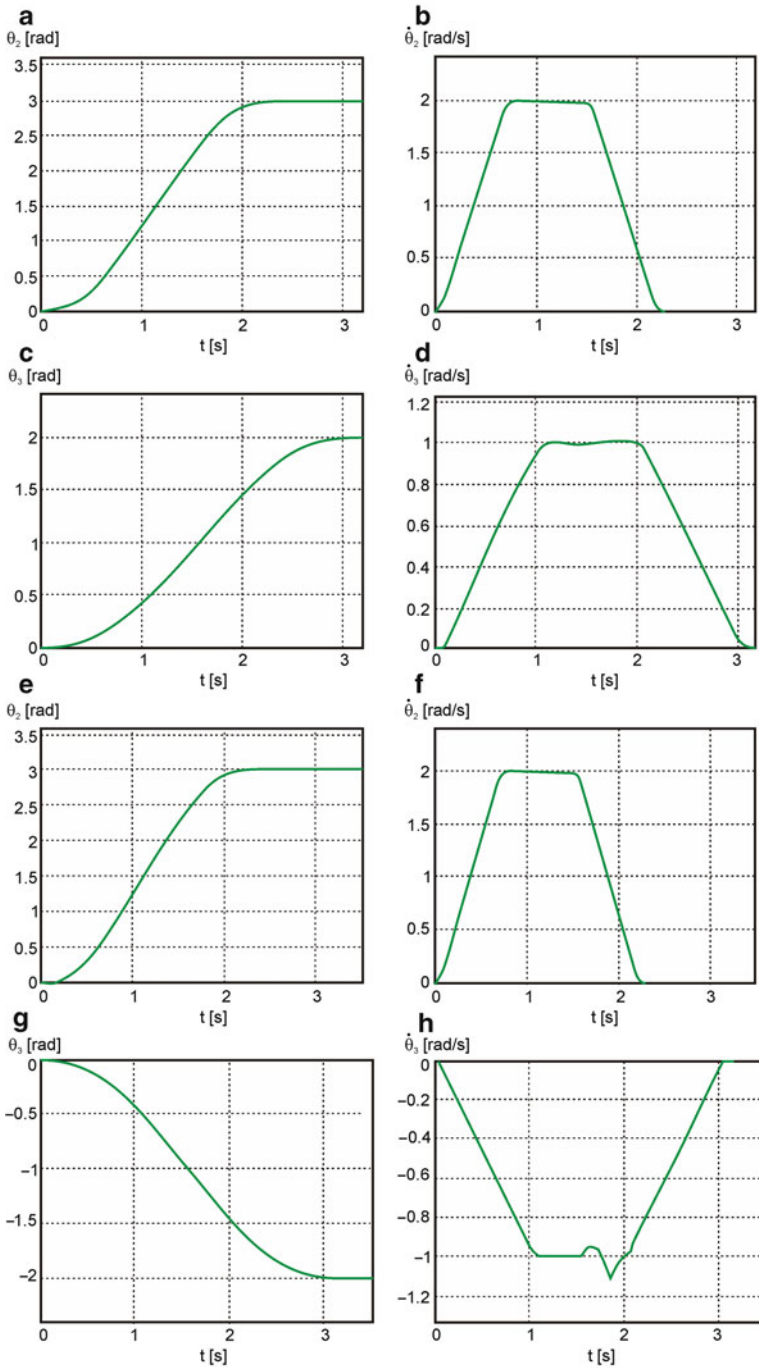 a
θ2 [rad]
3.5
3
2.5
2
1.5
1
0.5
0
0 1 2 3
t [s]
b
θ̇2 [rad/s]
2
1.5
1
0.5
0
0 1 2 3
t [s]
c
θ3 [rad]
2
1.5
1
0.5
0
0 1 2 3
t [s]
d
θ̇3 [rad/s]
1.2
1
0.8
0.6
0.4
0.2
0
0 1 2 3
t [s]
e
θ2 [rad]
3.5
3
2.5
2
1.5
1
0.5
0
0 1 2 3
t [s]
f
θ̇2 [rad/s]
2
1.5
1
0.5
0
0 1 2 3
t [s]
g
θ3 [rad]
0
−0.5
−1
−1.5
−2
0 1 2 3
t [s]
h
θ̇3 [rad/s]
0
−0.2
−0.4
−0.6
−0.8
−1
−1.2
0 1 2 3
t [s]